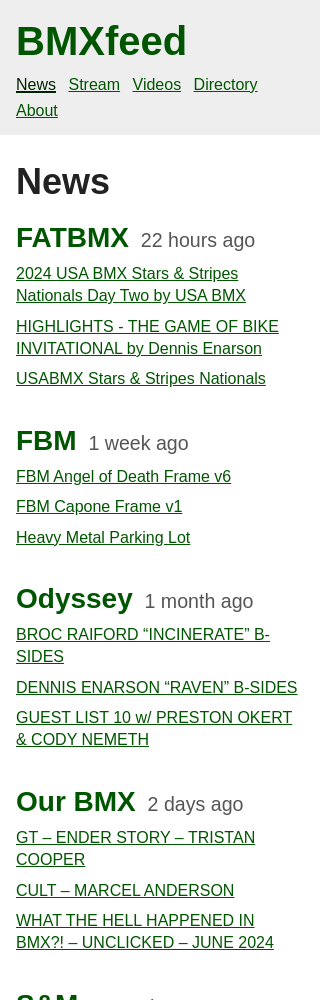 BMXfeed
News Stream Videos Directory
About
News
FATBMX 22 hours ago
2024 USA BMX Stars & Stripes
Nationals Day Two by USA BMX
HIGHLIGHTS - THE GAME OF BIKE
INVITATIONAL by Dennis Enarson
USABMX Stars & Stripes Nationals
FBM 1 week ago
FBM Angel of Death Frame v6
FBM Capone Frame v1
Heavy Metal Parking Lot
Odyssey 1 month ago
BROC RAIFORD “INCINERATE” B-
SIDES
DENNIS ENARSON “RAVEN” B-SIDES
GUEST LIST 10 w/ PRESTON OKERT
& CODY NEMETH
Our BMX 2 days ago
GT – ENDER STORY – TRISTAN
COOPER
CULT – MARCEL ANDERSON
WHAT THE HELL HAPPENED IN
BMX?! – UNCLICKED – JUNE 2024